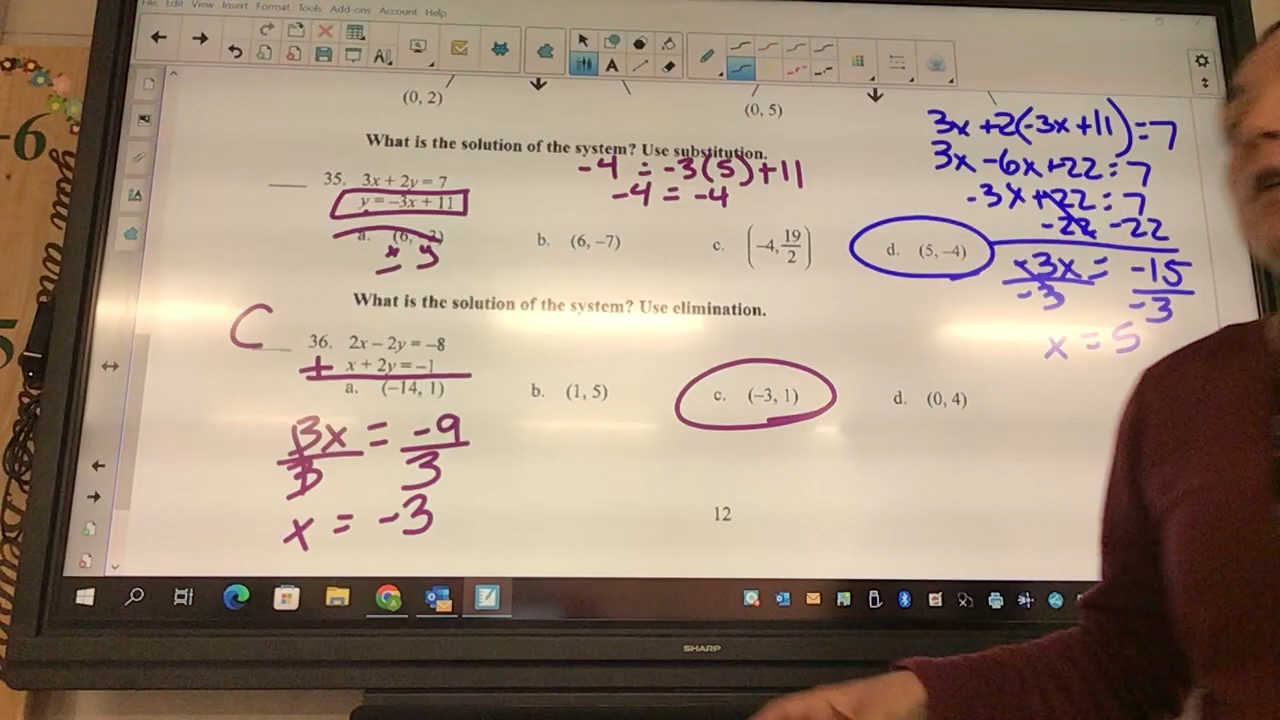 File Edit View Insert Format Tools Add-ons Account Help
A
(0, 2)
(0, 5)
What is the solution of the system? Use substitution.
35. 3x + 2y = 7
y = −3x + 11
-4 = -3(5)+11
-4 = -4
3x+2(-3x+11)=7
3x-6x+22=7
-3x+22=7
-22 -22
-3x = -15
-3 -3
x = 5
x y
b. (6, −7)
c. (−4, 19/2)
d. (5, −4)
What is the solution of the system? Use elimination.
C
36. 2x − 2y = −8
+ x + 2y = −1
a. (−14, 1)
b. (1, 5)
c. (−3, 1)
d. (0, 4)
3x = -9
3 3
x = -3
12
SHARP
-6
5